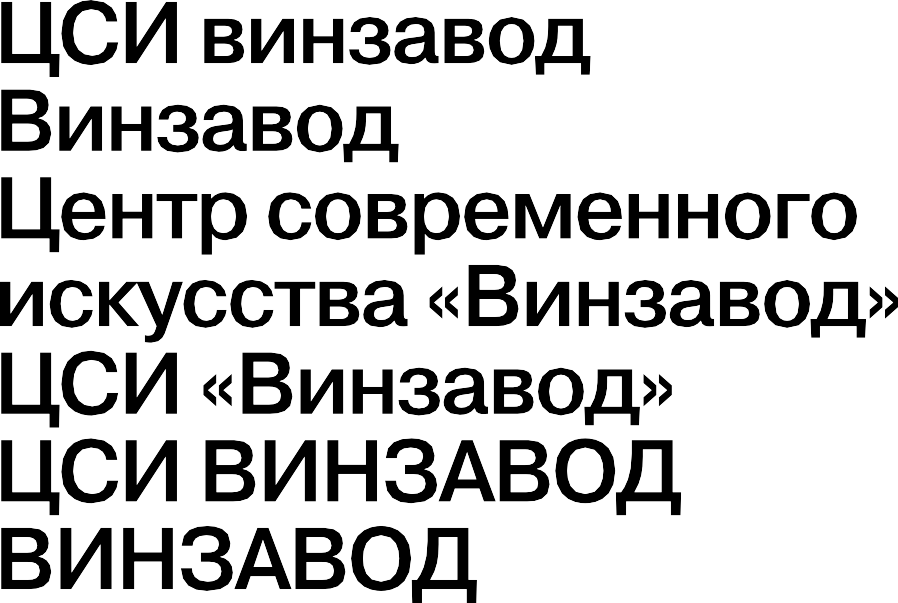 ЦСИ винзавод
Винзавод
Центр современного
искусства «Винзавод»
ЦСИ «Винзавод»
ЦСИ ВИНЗАВОД
ВИНЗАВОД